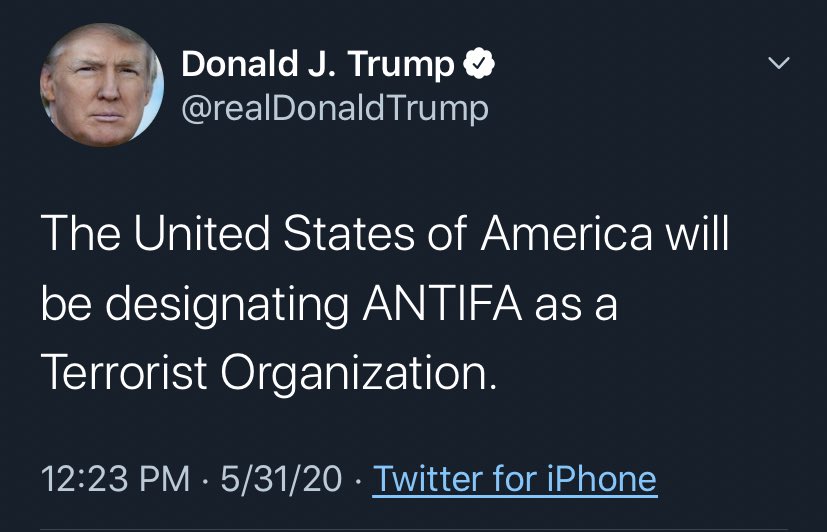 Donald J. Trump
@realDonaldTrump
The United States of America will
be designating ANTIFA as a
Terrorist Organization.
12:23 PM · 5/31/20 · Twitter for iPhone